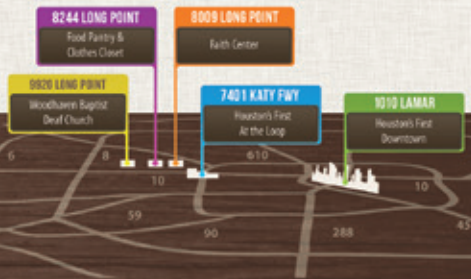 8244 LONG POINT
Food Pantry &
Clothes Closet
8009 LONG POINT
Faith Center
9920 LONG POINT
Woodhaven Baptist
Deaf Church
7401 KATY FWY
Houston's First
At the Loop
1010 LAMAR
Houston's First
Downtown
6
8
610
10
10
59
90
288
45